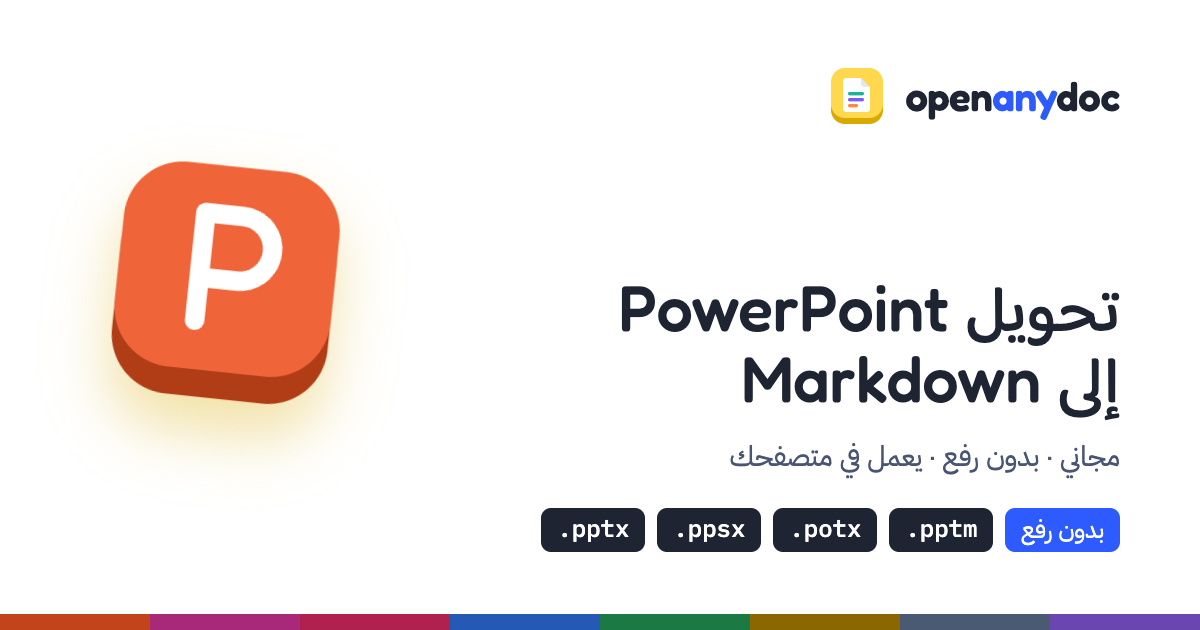 openanydoc
P
تحويل PowerPoint
إلى Markdown
مجاني · بدون رفع · يعمل في متصفحك
بدون رفع .pptm .potx .ppsx .pptx